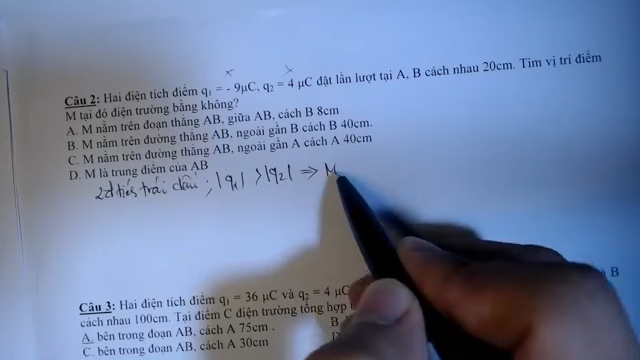 Câu 2: Hai điện tích điểm q₁ = - 9μC, q₂ = 4 μC đặt lần lượt tại A, B cách nhau 20cm. Tìm vị trí điểm
M tại đó điện trường bằng không?
A. M nằm trên đoạn thẳng AB, giữa AB, cách B 8cm
B. M nằm trên đường thẳng AB, ngoài gần B cách B 40cm.
C. M nằm trên đường thẳng AB, ngoài gần A cách A 40cm
D. M là trung điểm của AB
trái dấu ; |q₁| > |q₂| ⇒ M
Câu 3: Hai điện tích điểm q₁ = 36 μC và q₂ = 4 μC
B
cách nhau 100cm. Tại điểm C điện trường tổng hợp
A. bên trong đoạn AB, cách A 75cm .
B
C. bên trong đoạn AB, cách A 30cm